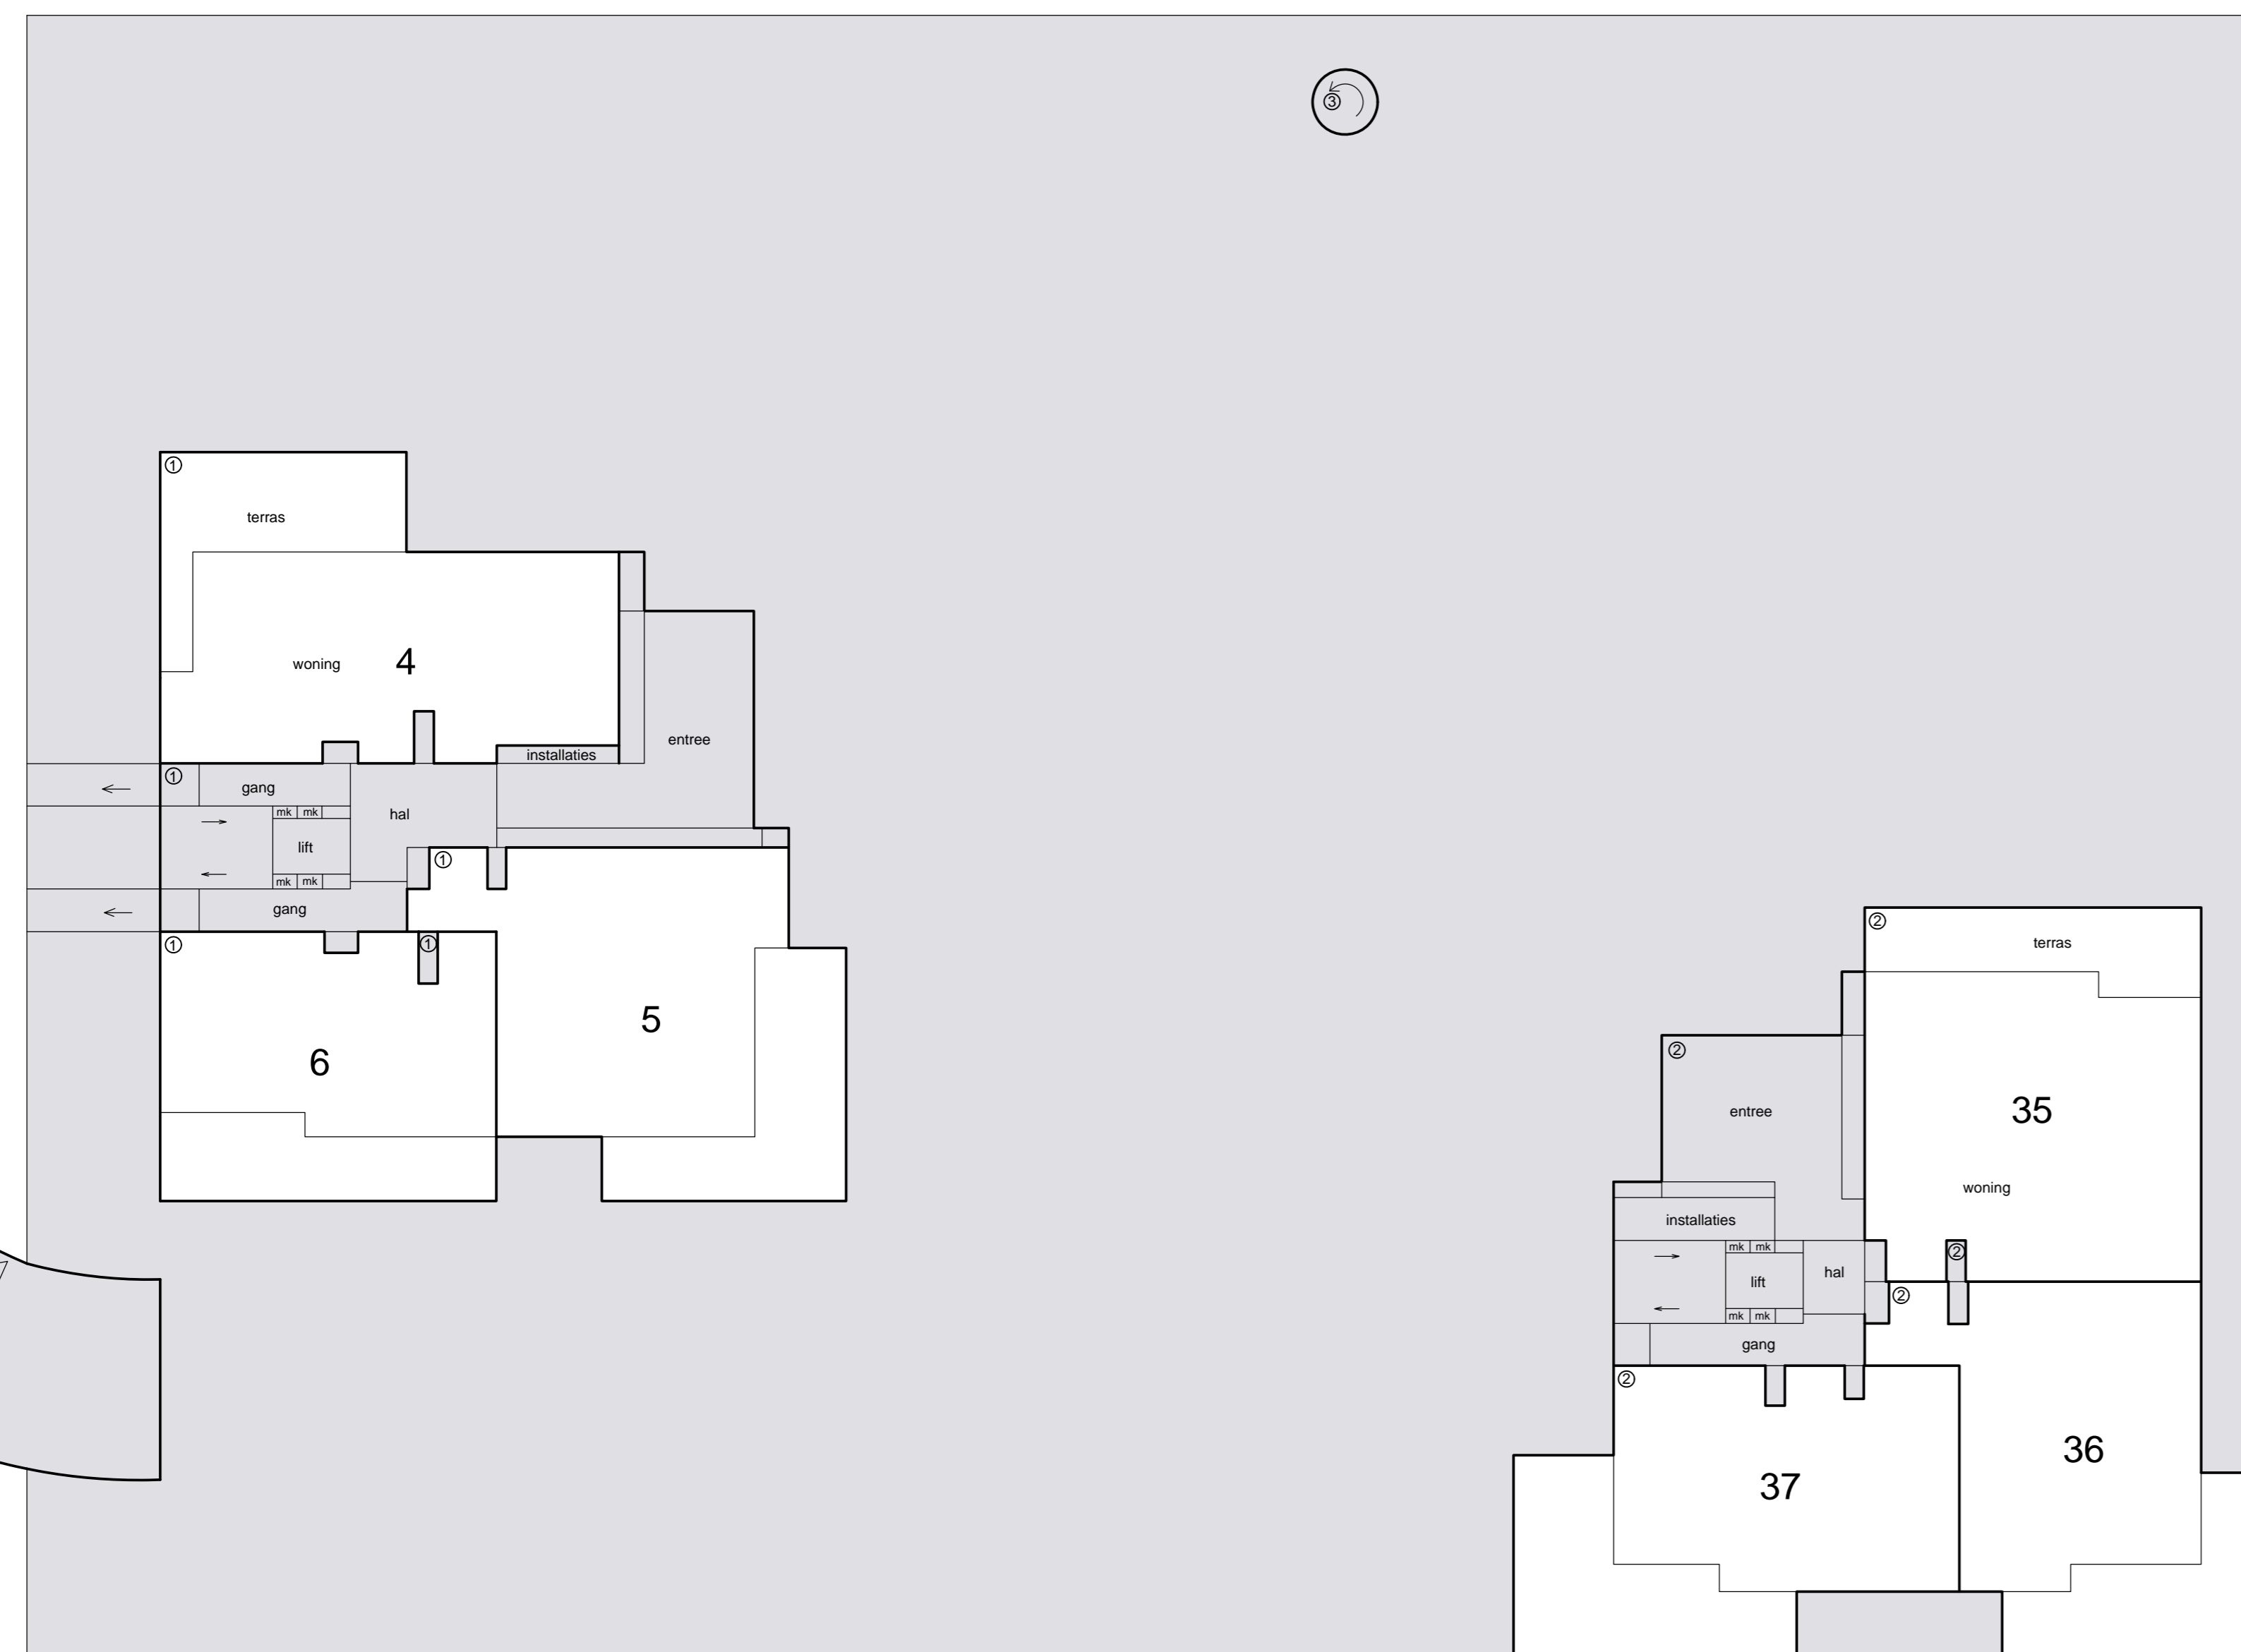 ③
①
terras
woning 4
entree
installaties
①
gang
hal
mk mk
lift
①
mk mk
gang
①
①
5
6
②
terras
②
entree
35
woning
installaties
mk mk
②
hal
lift
②
mk mk
gang
②
36
37